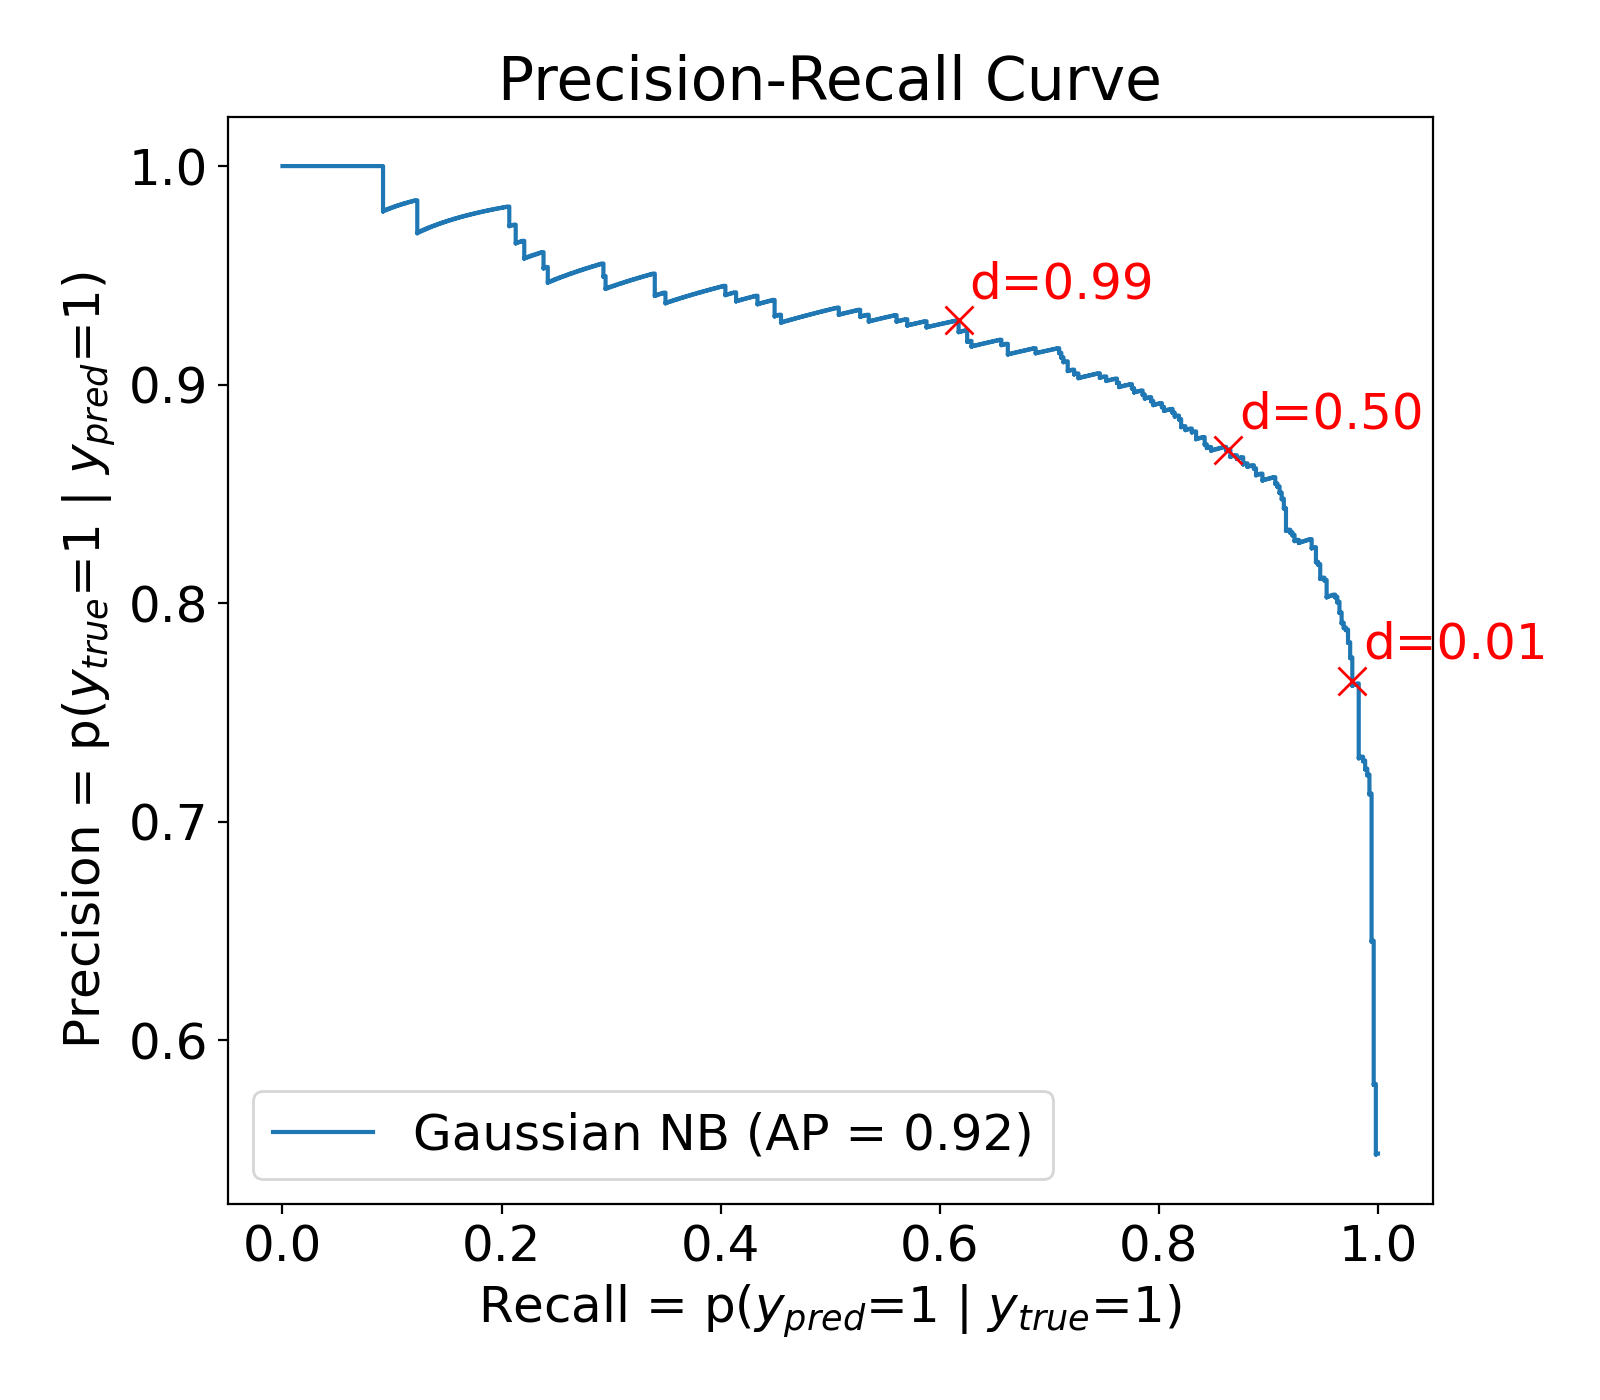 Precision-Recall Curve
Precision = p(y_true=1 | y_pred=1)
1.0
0.9
0.8
0.7
0.6
d=0.99
d=0.50
d=0.01
Gaussian NB (AP = 0.92)
0.0 0.2 0.4 0.6 0.8 1.0
Recall = p(y_pred=1 | y_true=1)